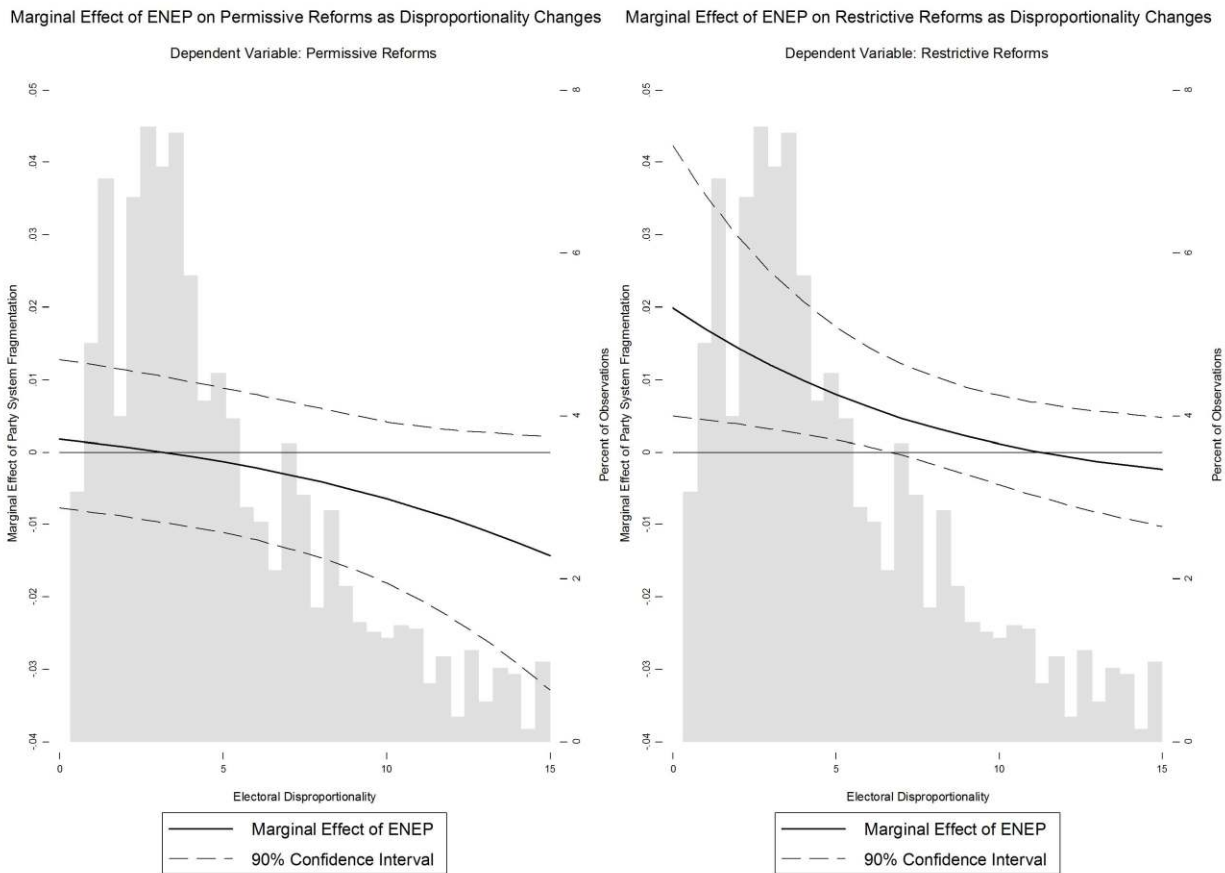 Marginal Effect of ENEP on Permissive Reforms as Disproportionality Changes
Dependent Variable: Permissive Reforms
Marginal Effect of Party System Fragmentation
.05
.04
.03
.02
.01
0
-.01
-.02
-.03
-.04
8
6
4
2
0
Percent of Observations
0 5 10 15
Electoral Disproportionality
Marginal Effect of ENEP
90% Confidence Interval
Marginal Effect of ENEP on Restrictive Reforms as Disproportionality Changes
Dependent Variable: Restrictive Reforms
Marginal Effect of Party System Fragmentation
.05
.04
.03
.02
.01
0
-.01
-.02
-.03
-.04
8
6
4
2
0
Percent of Observations
0 5 10 15
Electoral Disproportionality
Marginal Effect of ENEP
90% Confidence Interval